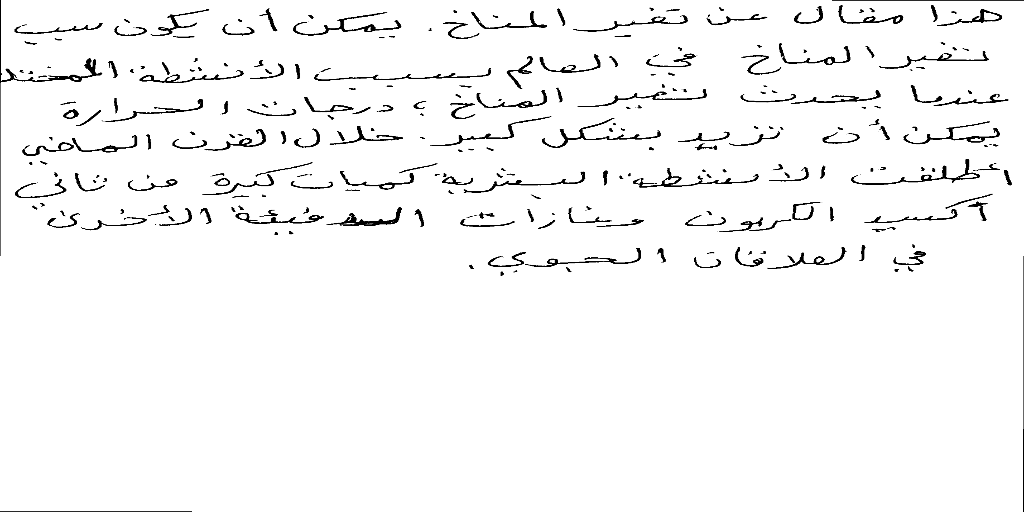 هذا مقال عن تغير المناخ. يمكن أن يكون سبب
تغير المناخ في العالم بسبب الأنشطة
عندما يحدث تغير المناخ، درجات الحرارة
يمكن أن تزيد بشكل كبير. خلال القرن الماضي
أطلقت الأنشطة البشرية كميات كبيرة من ثاني
أكسيد الكربون وغازات الدفيئة الأخرى
في الغلاف الجوي.